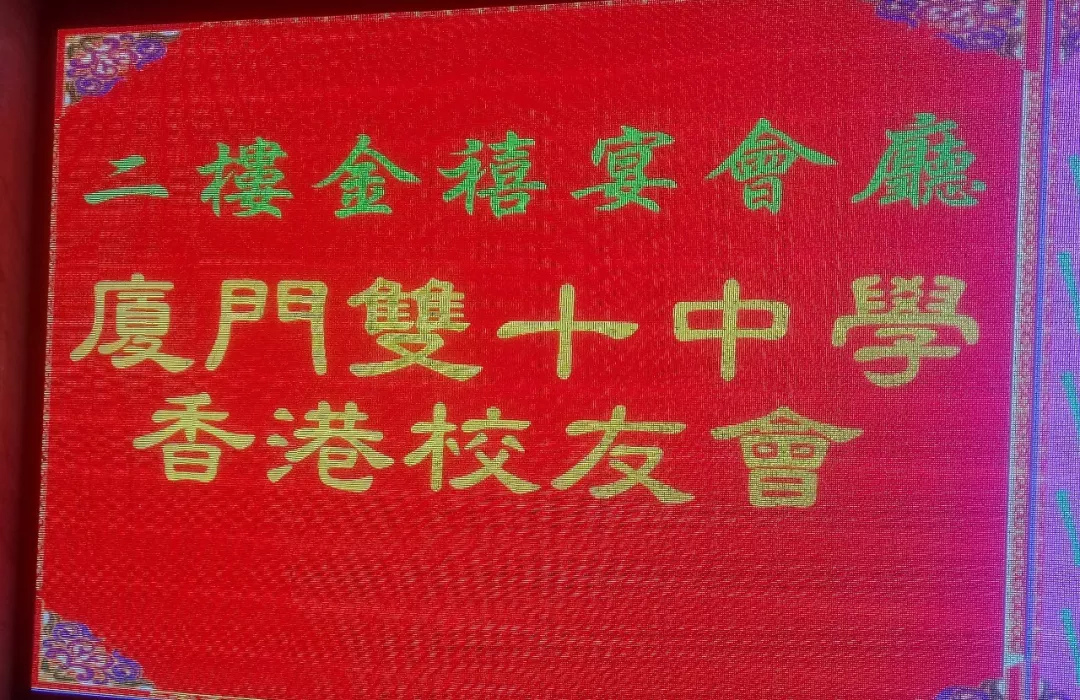 二樓金禧宴會廳
廈門雙十中學
香港校友會